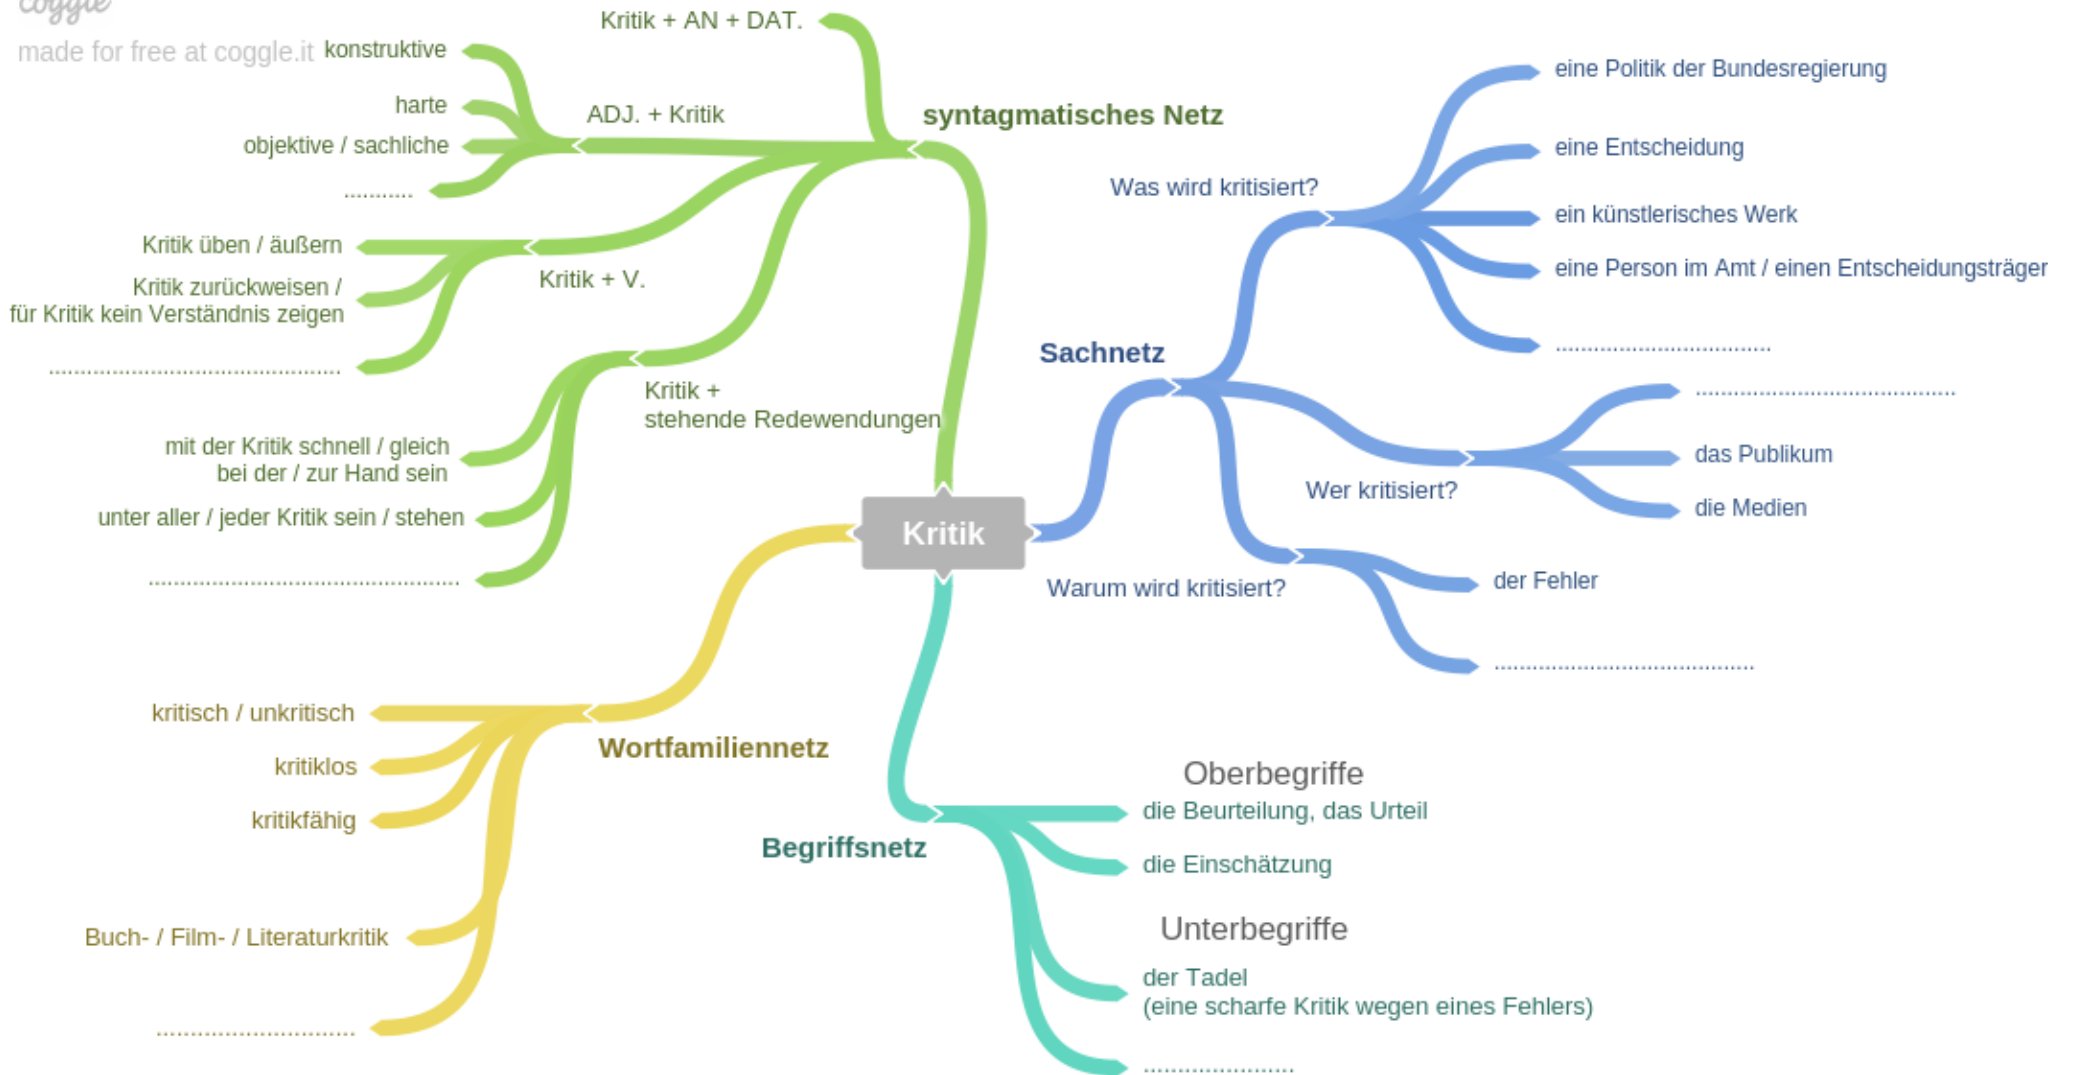 coggle
made for free at coggle.it
Kritik + AN + DAT.
konstruktive
harte
objektive / sachliche
...........
ADJ. + Kritik
syntagmatisches Netz
Kritik über / äußern
Kritik zurückweisen /
für Kritik kein Verständnis zeigen
...............................................
Kritik + V.
Kritik +
stehende Redewendungen
mit der Kritik schnell / gleich
bei der / zur Hand sein
unter aller / jeder Kritik sein / stehen
..................................................
Kritik
Sachnetz
Was wird kritisiert?
eine Politik der Bundesregierung
eine Entscheidung
ein künstlerisches Werk
eine Person im Amt / einen Entscheidungsträger
...................................
Wer kritisiert?
..........................................
das Publikum
die Medien
Warum wird kritisiert?
der Fehler
..........................................
Wortfamiliennetz
kritisch / unkritisch
kritiklos
kritikfähig
Buch- / Film- / Literaturkritik
................................
Begriffsnetz
Oberbegriffe
die Beurteilung, das Urteil
die Einschätzung
Unterbegriffe
der Tadel
(eine scharfe Kritik wegen eines Fehlers)
........................